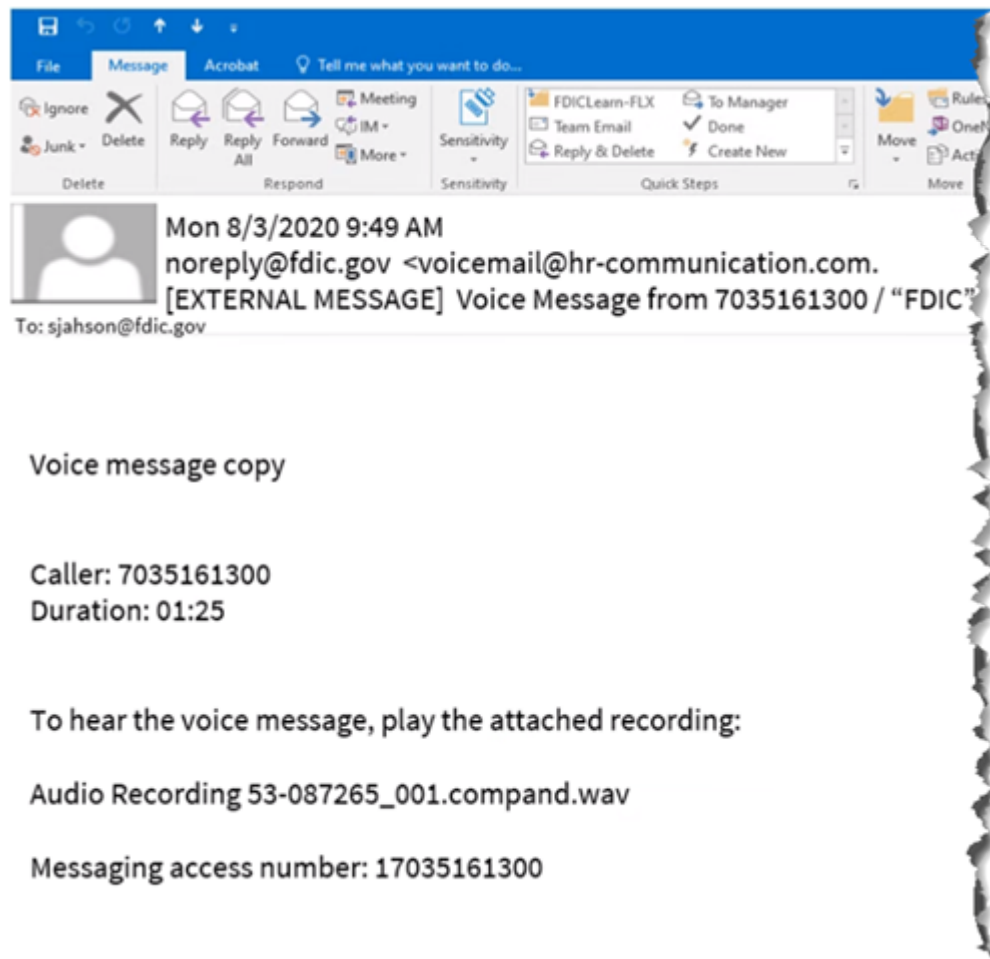 File Message Acrobat Tell me what you want to do...
Ignore
Junk
Delete
Reply
Reply All
Forward
Meeting
IM
More
Sensitivity
FDICLearn-FLX
Team Email
Reply & Delete
To Manager
Done
Create New
Move
Delete Respond Sensitivity Quick Steps Move
Mon 8/3/2020 9:49 AM
noreply@fdic.gov <voicemail@hr-communication.com.
[EXTERNAL MESSAGE] Voice Message from 7035161300 / “FDIC”
To: sjahson@fdic.gov
Voice message copy
Caller: 7035161300
Duration: 01:25
To hear the voice message, play the attached recording:
Audio Recording 53-087265_001.compand.wav
Messaging access number: 17035161300